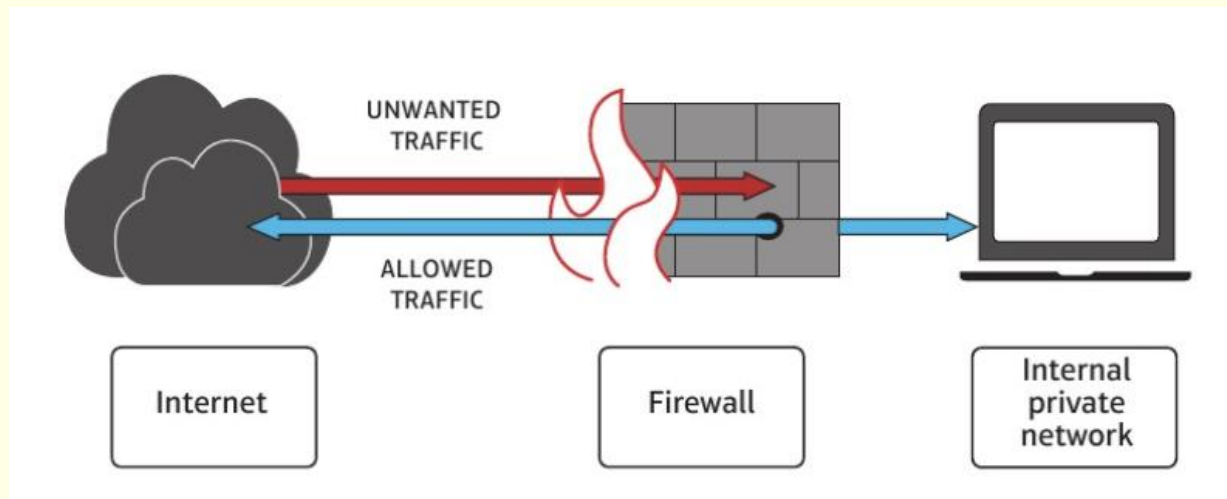 UNWANTED
TRAFFIC
ALLOWED
TRAFFIC
Internet
Firewall
Internal
private
network